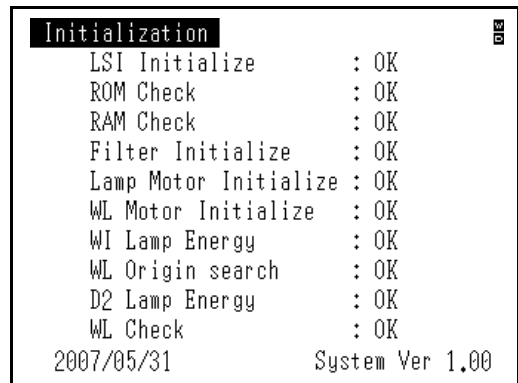 Initialization
W
D
LSI Initialize : OK
ROM Check : OK
RAM Check : OK
Filter Initialize : OK
Lamp Motor Initialize : OK
WL Motor Initialize : OK
WI Lamp Energy : OK
WL Origin search : OK
D2 Lamp Energy : OK
WL Check : OK
2007/05/31 System Ver 1.00